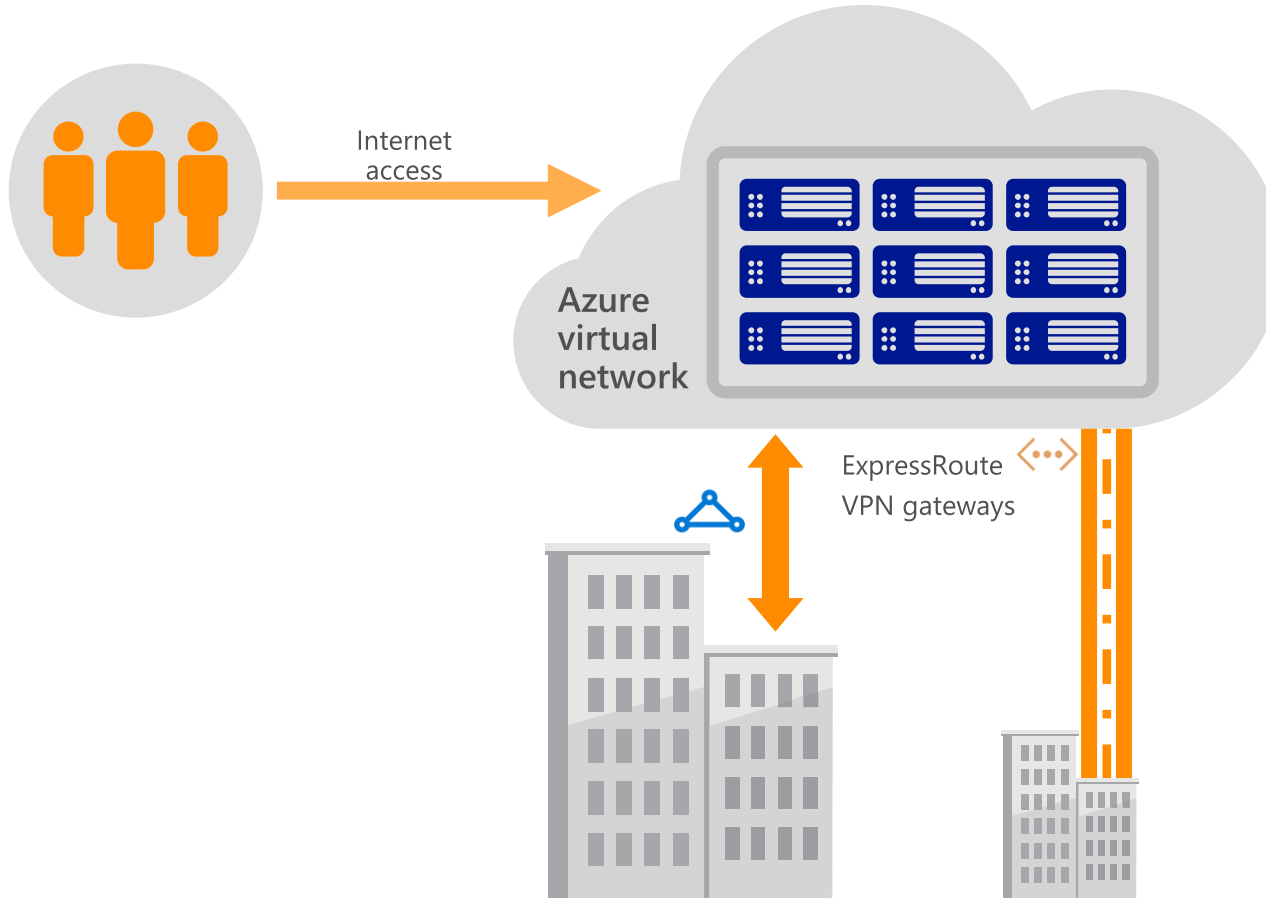 Internet
access
Azure
virtual
network
ExpressRoute
VPN gateways